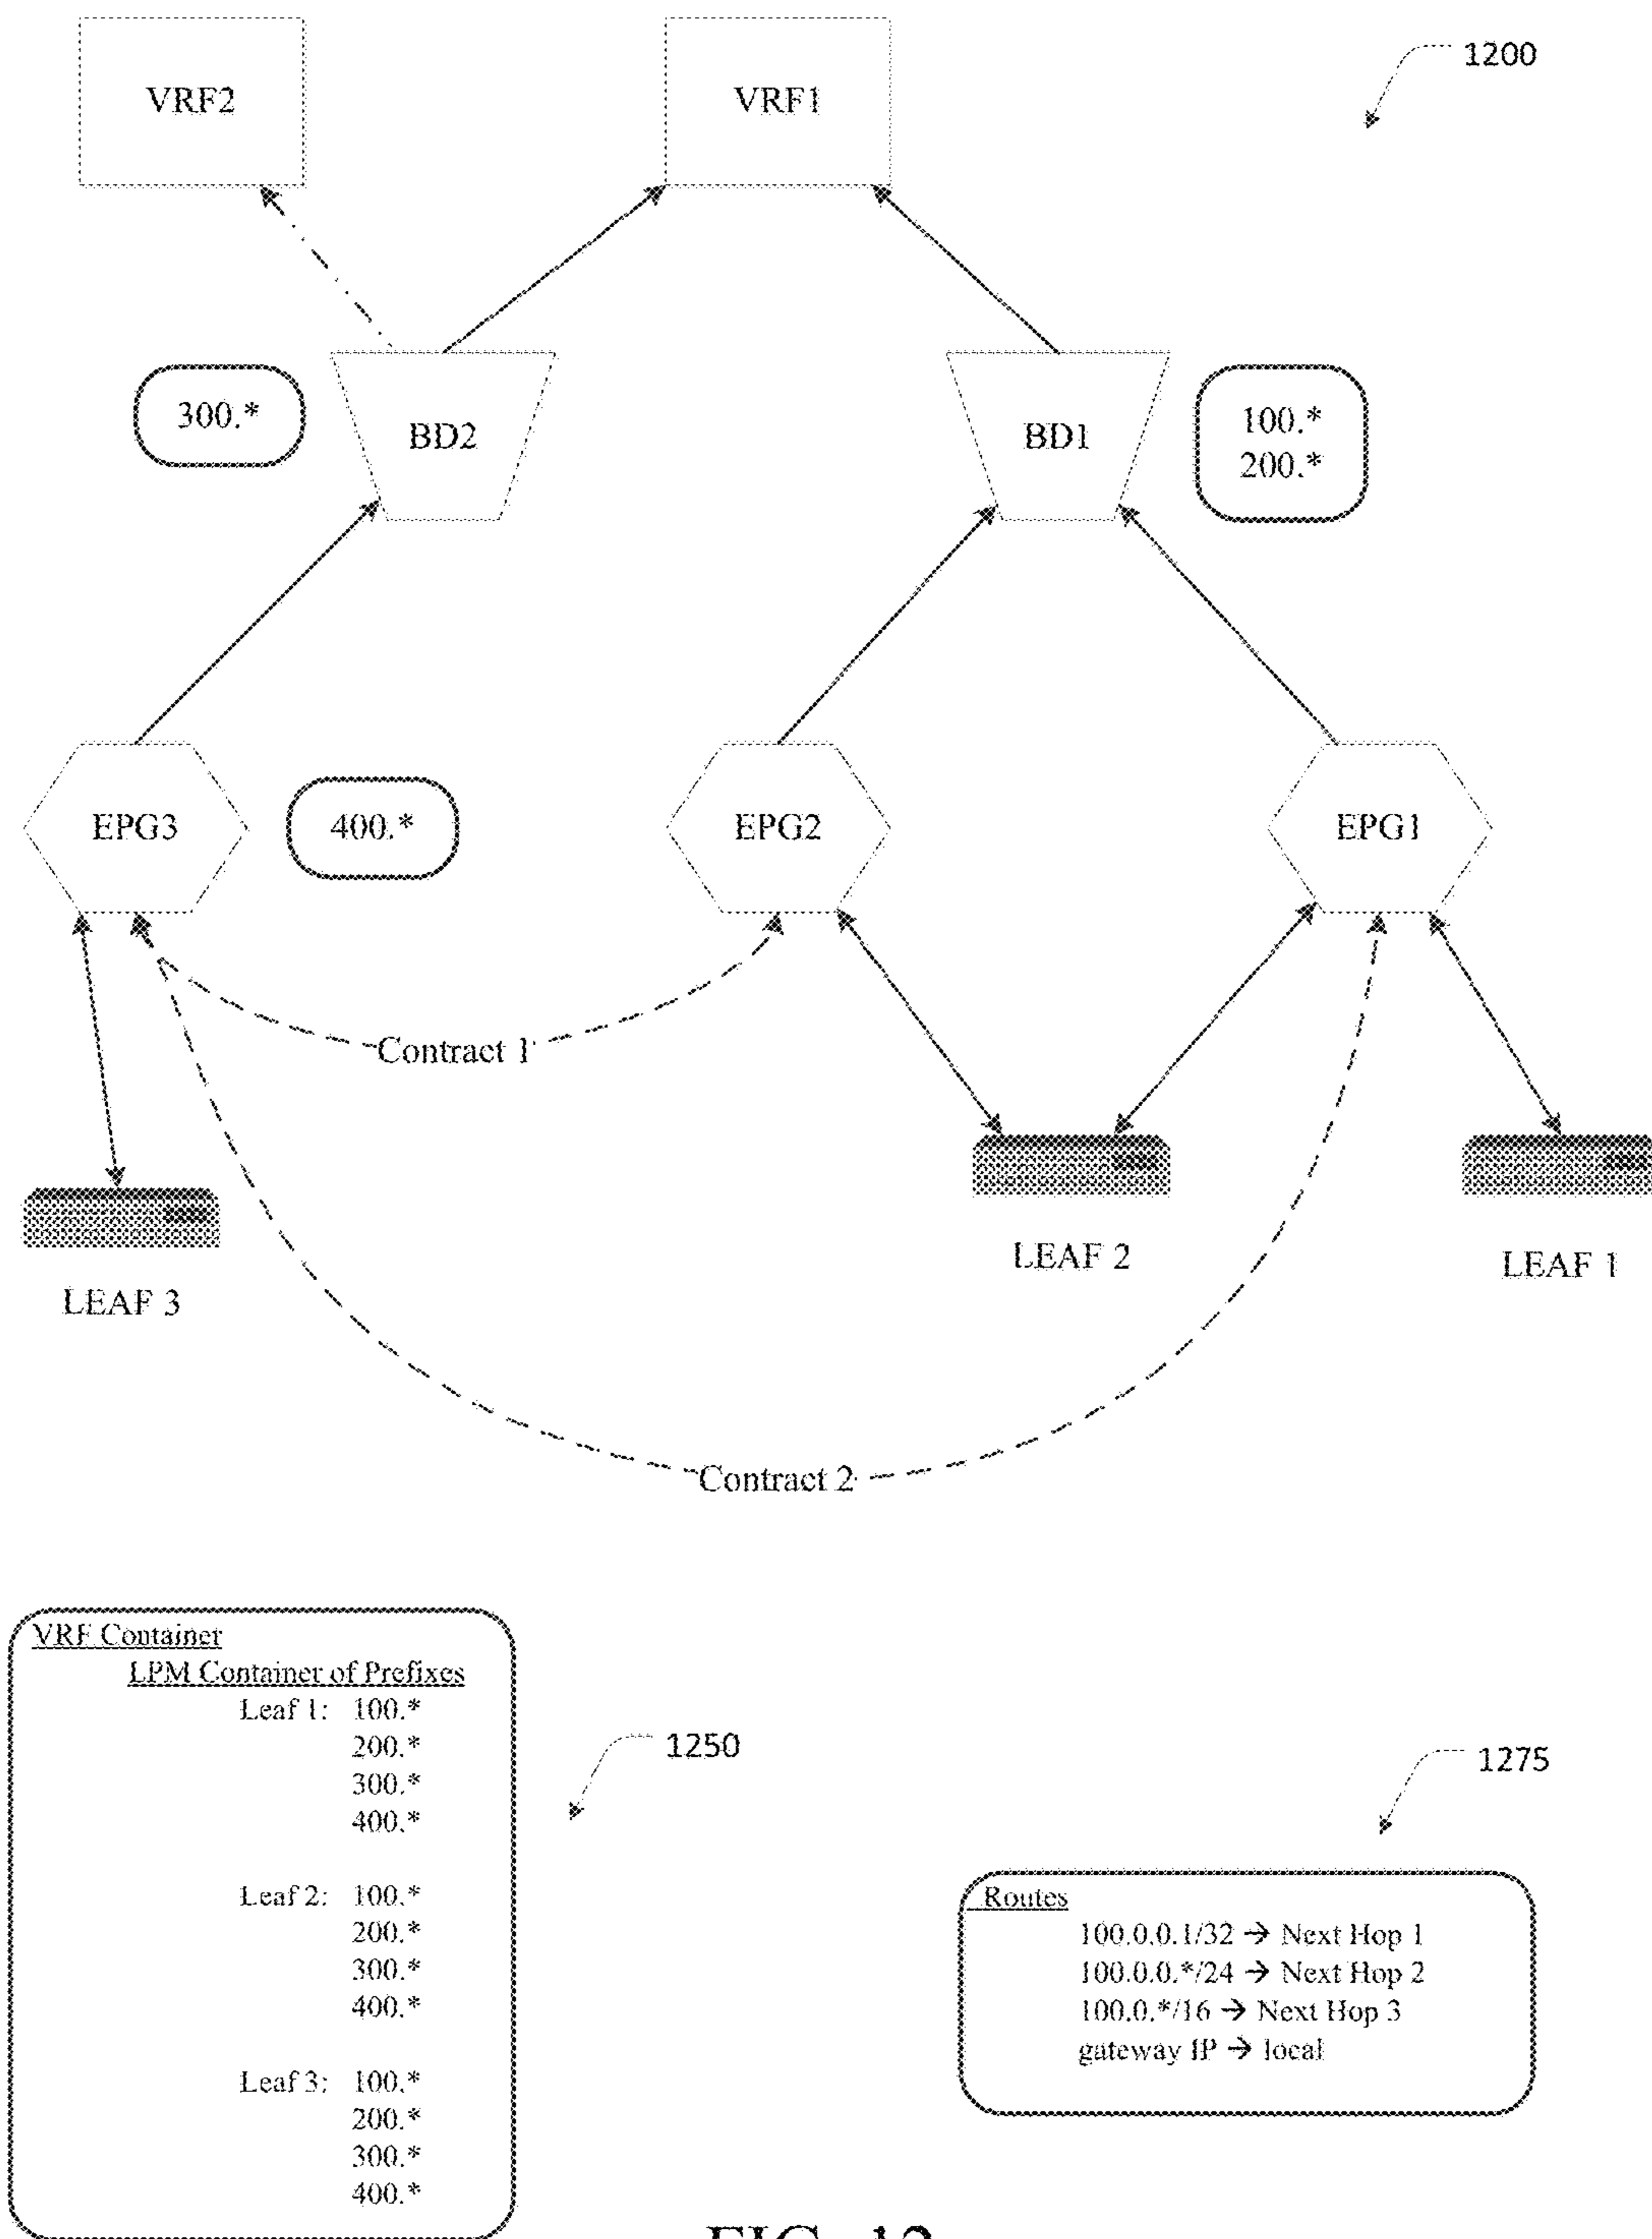 VRF2
VRF1
1200
300.*
BD2
BD1
100.*
200.*
EPG3
400.*
EPG2
EPG1
Contract 1
LEAF 3
LEAF 2
LEAF 1
Contract 2
VRF Container
LPM Container of Prefixes
Leaf 1: 100.*
200.*
300.*
400.*
Leaf 2: 100.*
200.*
300.*
400.*
Leaf 3: 100.*
200.*
300.*
400.*
1250
1275
Routes
100.0.0.1/32 → Next Hop 1
100.0.0.*/24 → Next Hop 2
100.0.*/16 → Next Hop 3
gateway IP → local
FIG. 12